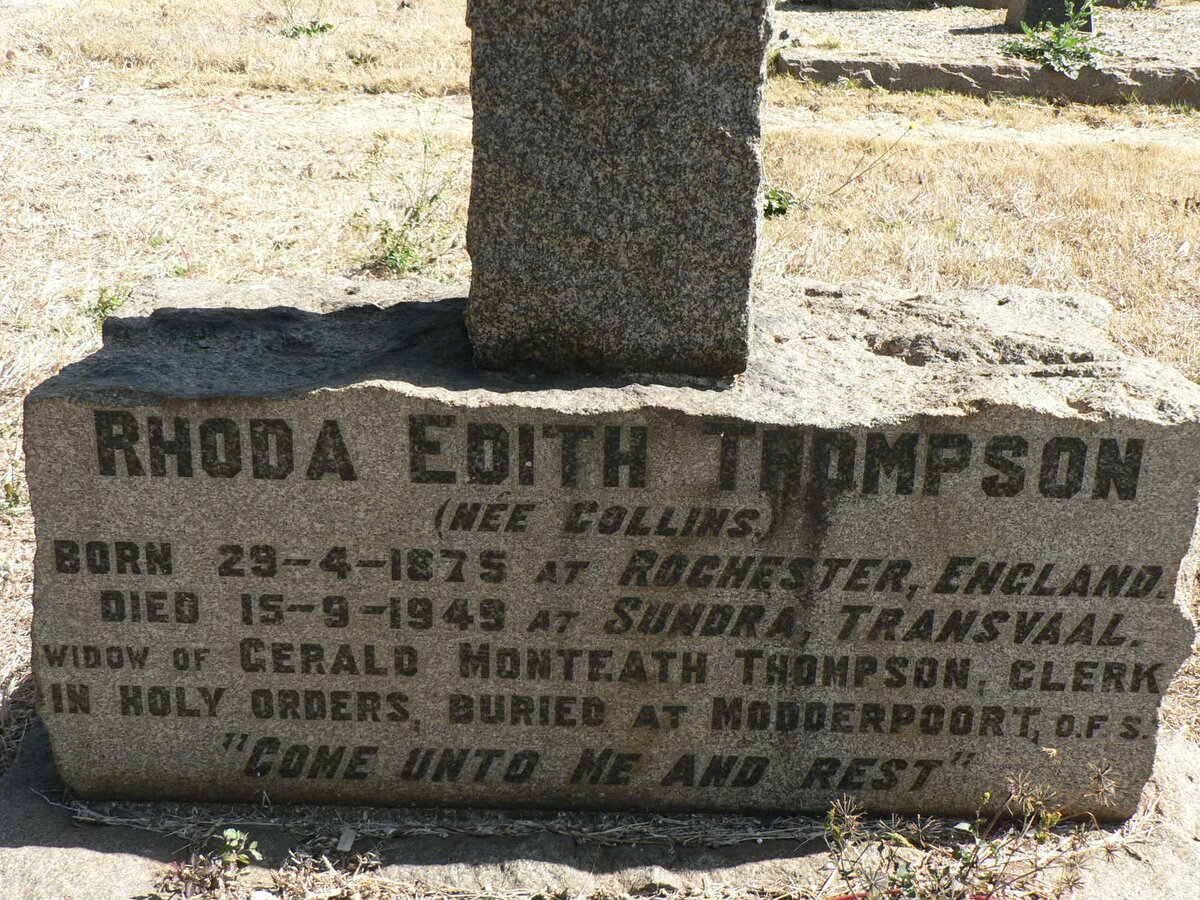 RHODA EDITH THOMPSON
(NÉE COLLINS.)
BORN 29-4-1875 AT ROCHESTER, ENGLAND.
DIED 15-9-1949 AT SUNDRA, TRANSVAAL.
WIDOW OF GERALD MONTEATH THOMPSON, CLERK
IN HOLY ORDERS, BURIED AT MODDERPOORT, O.F.S.
"COME UNTO ME AND REST"